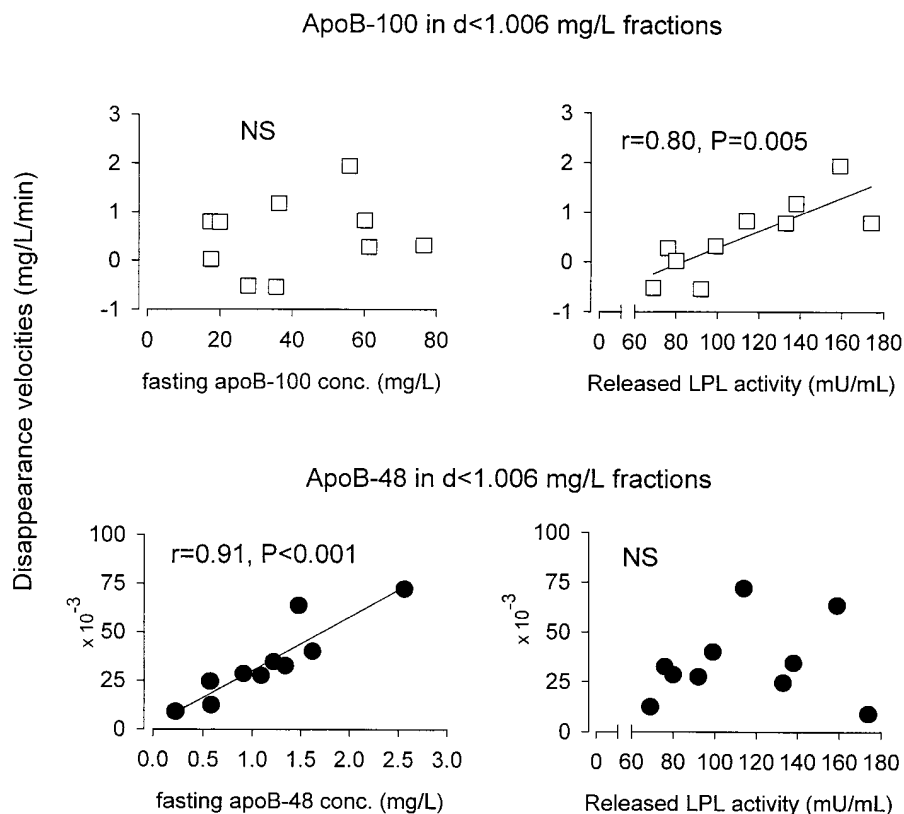 ApoB-100 in d<1.006 mg/L fractions
Disappearance velocities (mg/L/min)
3
2
1
0
-1
NS
0 20 40 60 80
fasting apoB-100 conc. (mg/L)
3
2
1
0
-1
r=0.80, P=0.005
0 60 80 100 120 140 160 180
Released LPL activity (mU/mL)
ApoB-48 in d<1.006 mg/L fractions
x 10⁻³
100
75
50
25
0
r=0.91, P<0.001
0.0 0.5 1.0 1.5 2.0 2.5 3.0
fasting apoB-48 conc. (mg/L)
x 10⁻³
100
75
50
25
0
NS
0 60 80 100 120 140 160 180
Released LPL activity (mU/mL)